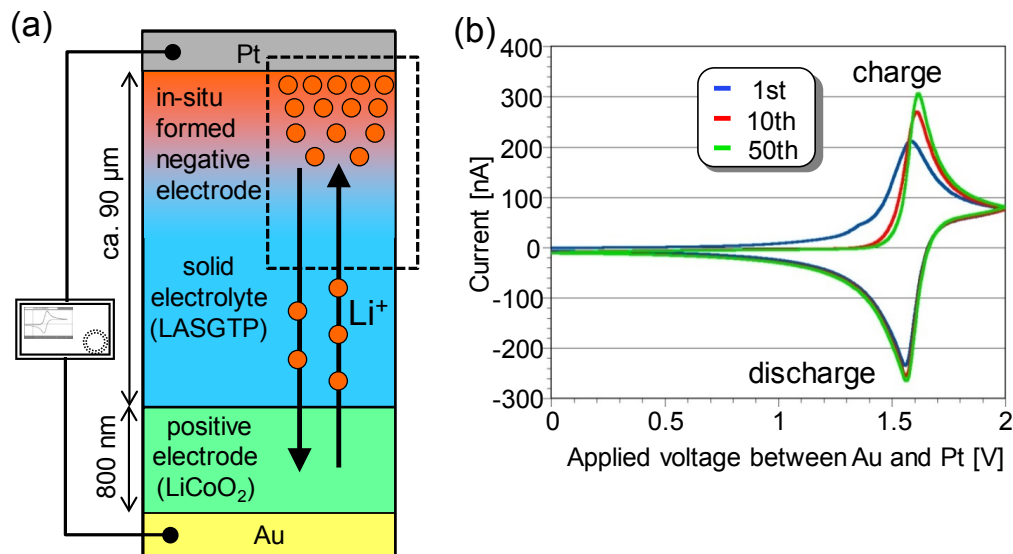 (a)
Pt
in-situ
formed
negative
electrode
ca. 90 μm
solid
electrolyte
(LASGTP)
Li⁺
800 nm
positive
electrode
(LiCoO₂)
Au
(b)
400
300
200
100
0
-100
-200
-300
Current [nA]
1st
10th
50th
charge
discharge
0
0.5
1
1.5
2
Applied voltage between Au and Pt [V]